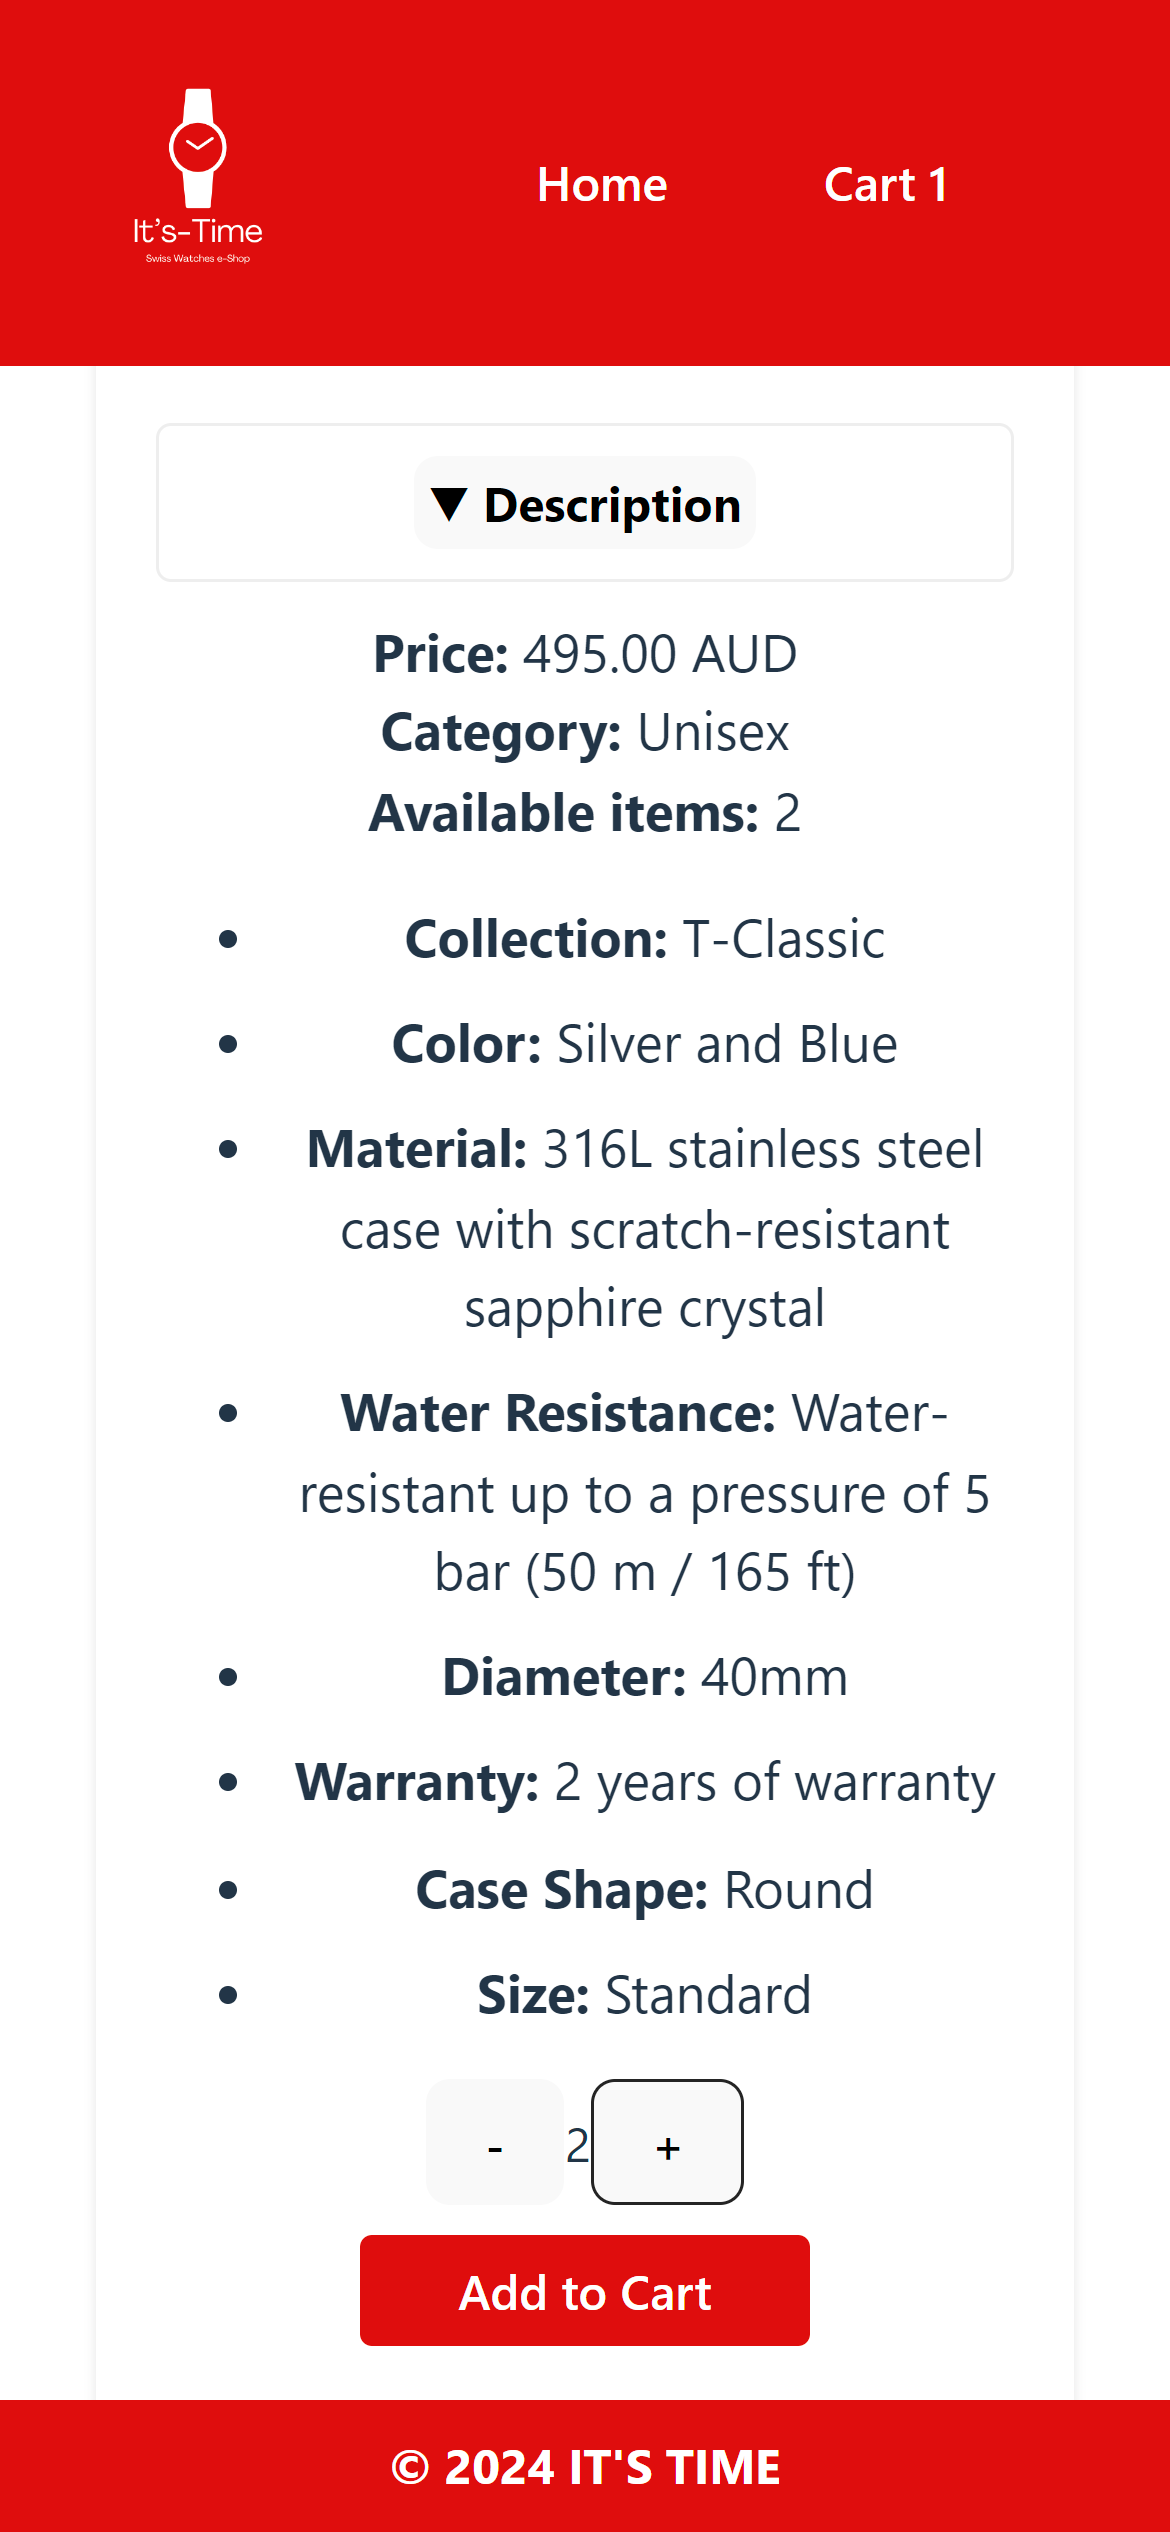 It's-Time
Swiss Watches e-Shop
Home
Cart 1
▼ Description
Price: 495.00 AUD
Category: Unisex
Available items: 2
• Collection: T-Classic
• Color: Silver and Blue
• Material: 316L stainless steel
case with scratch-resistant
sapphire crystal
• Water Resistance: Water-
resistant up to a pressure of 5
bar (50 m / 165 ft)
• Diameter: 40mm
• Warranty: 2 years of warranty
• Case Shape: Round
• Size: Standard
- 2 +
Add to Cart
© 2024 IT'S TIME